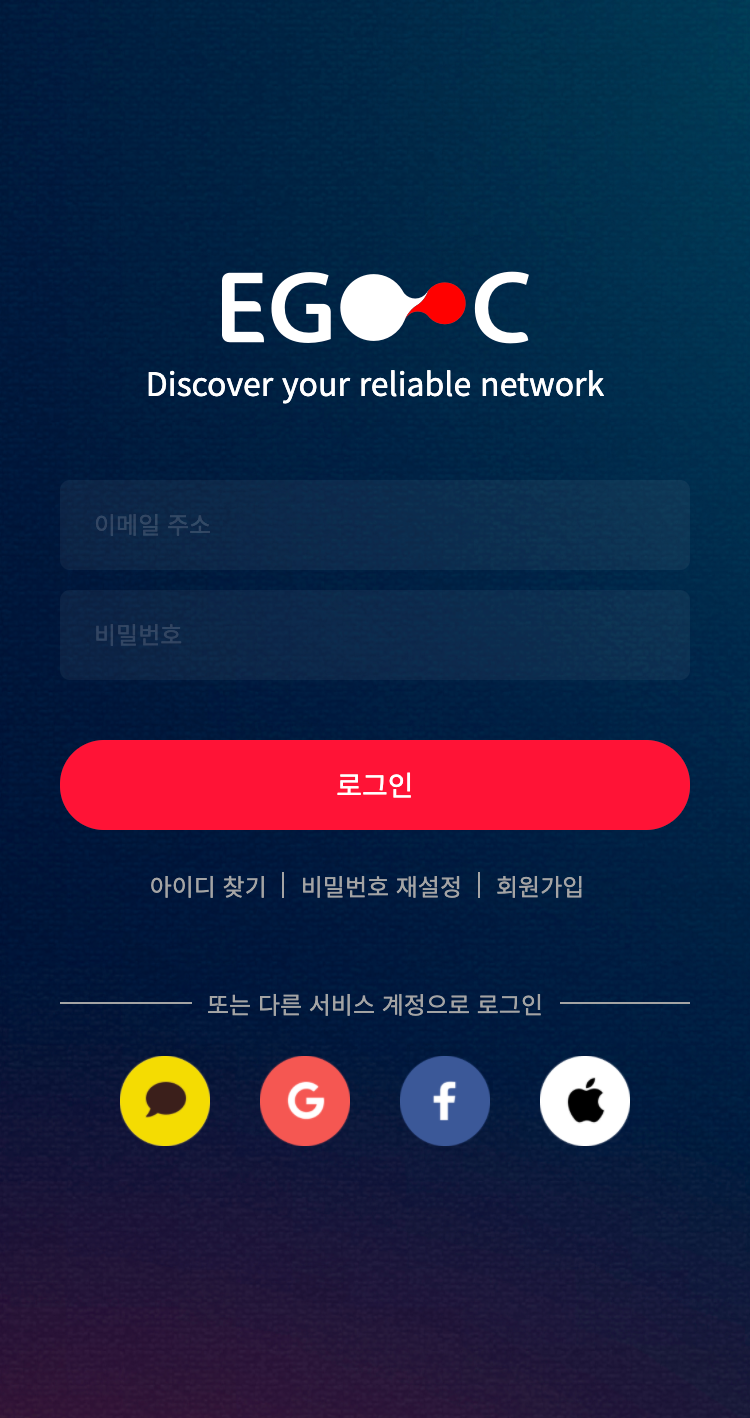 EGOOC
Discover your reliable network
이메일 주소
비밀번호
로그인
아이디 찾기 | 비밀번호 재설정 | 회원가입
또는 다른 서비스 계정으로 로그인
G f